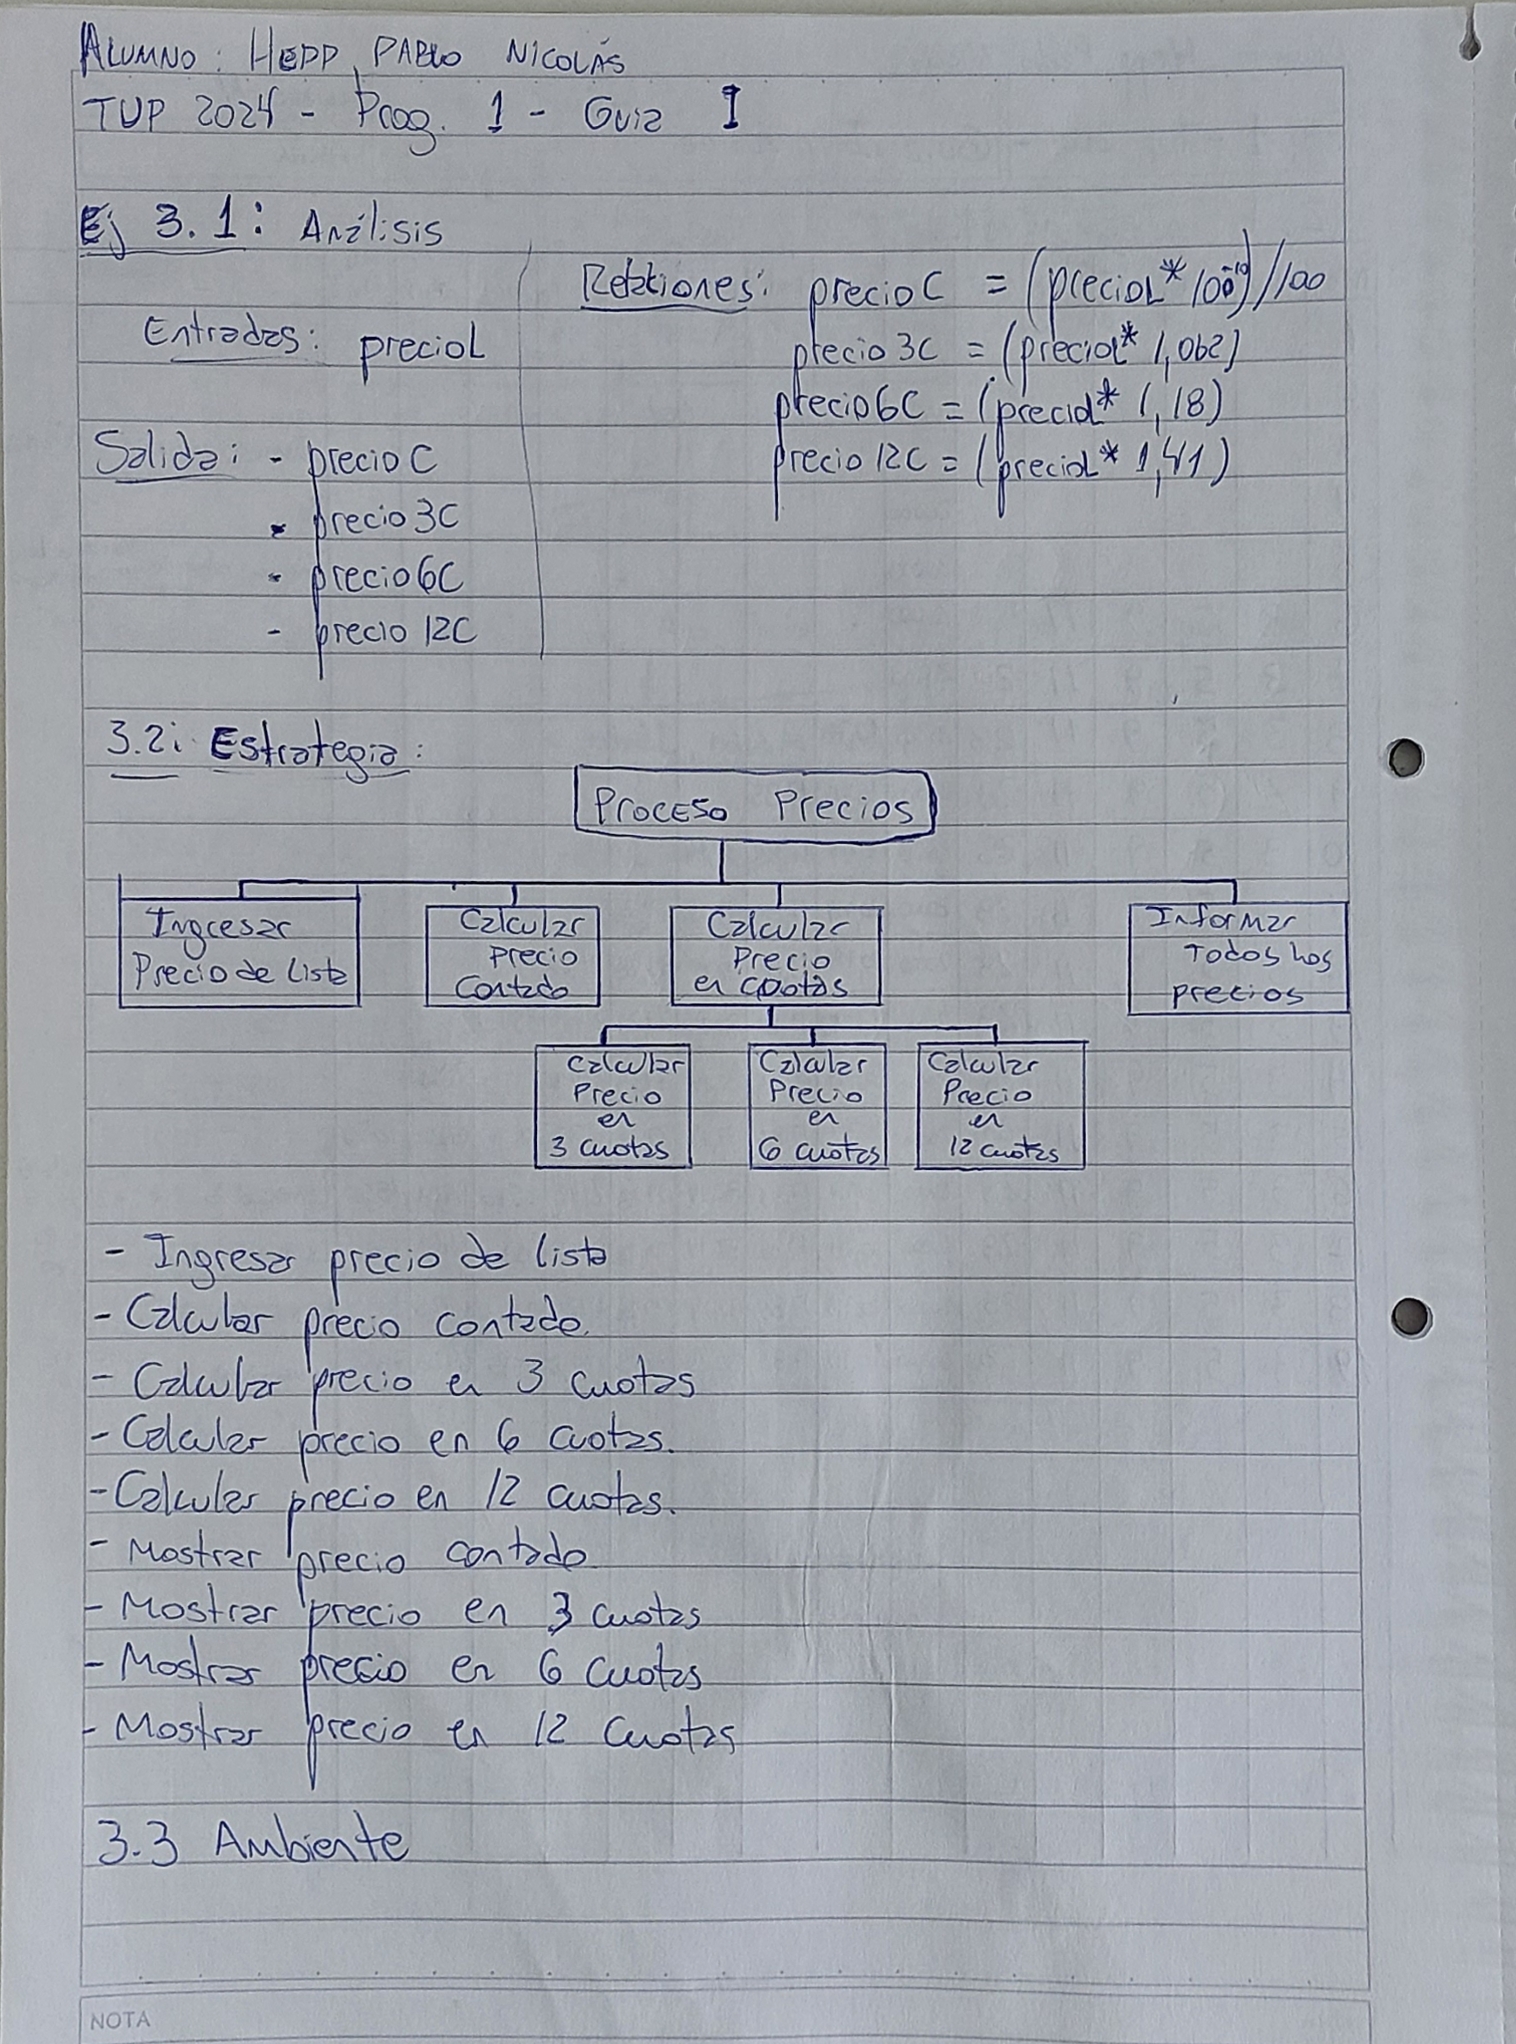 ALUMNO: HEPP, PABLO NICOLÁS
TUP 2024 - Prog. 1 - Guia I
Ej 3.1: Análisis
Entradas: precioL
Salida: - precioC
- precio3C
- precio6C
- precio12C
Relaciones: precioC = (precioL*100-10)/100
precio3C = (precioL* 1,062)
precio6C = (precioL* 1,18)
precio12C = (precioL* 1,41)
3.2: Estrategia:
Proceso Precios
Ingresar
Precio de Lista
Calcular
Precio
Contado
Calcular
Precio
en cuotas
Informar
Todos Los
precios
Calcular
Precio
en
3 cuotas
Calcular
Precio
en
6 cuotas
Calcular
Precio
en
12 cuotas
- Ingresar precio de lista
- Calcular precio contado.
- Calcular precio en 3 cuotas
- Calcular precio en 6 cuotas.
- Calcular precio en 12 cuotas.
- Mostrar precio contado
- Mostrar precio en 3 cuotas
- Mostrar precio en 6 cuotas
- Mostrar precio en 12 cuotas
3.3 Ambiente
NOTA